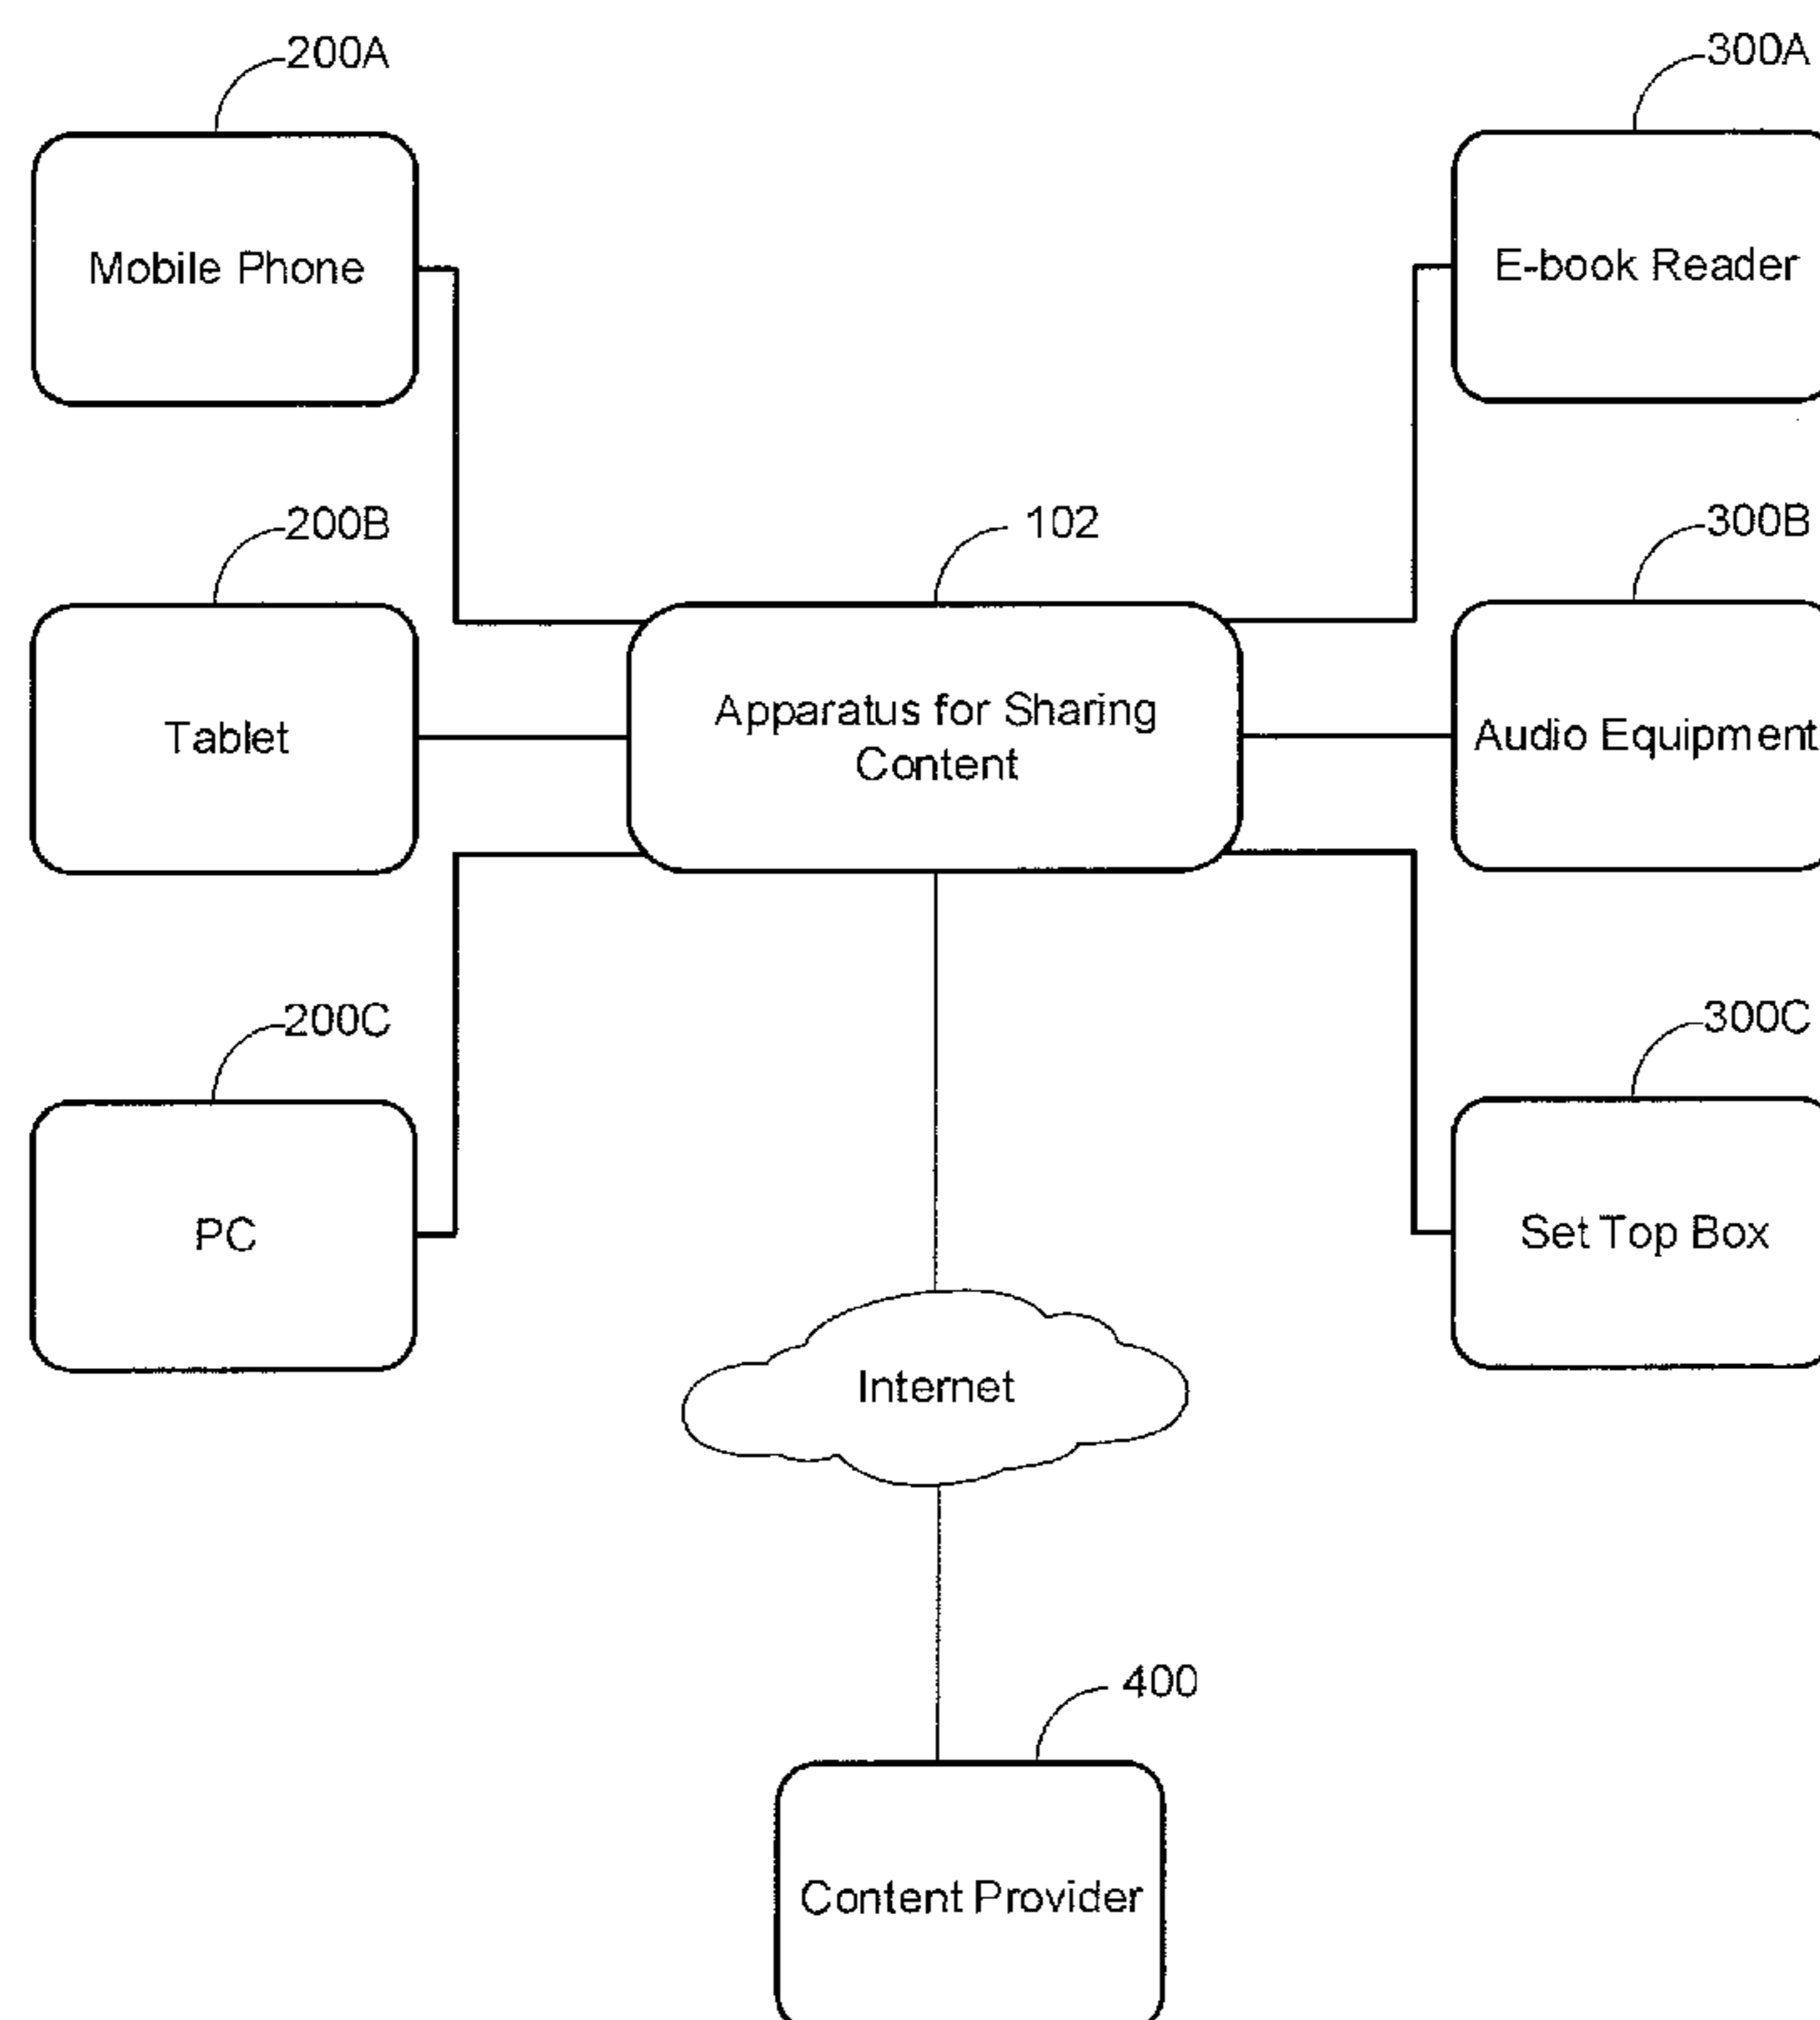 200A
300A
Mobile Phone
E-book Reader
200B
102
300B
Tablet
Apparatus for Sharing
Content
Audio Equipment
200C
300C
PC
Set Top Box
Internet
400
Content Provider